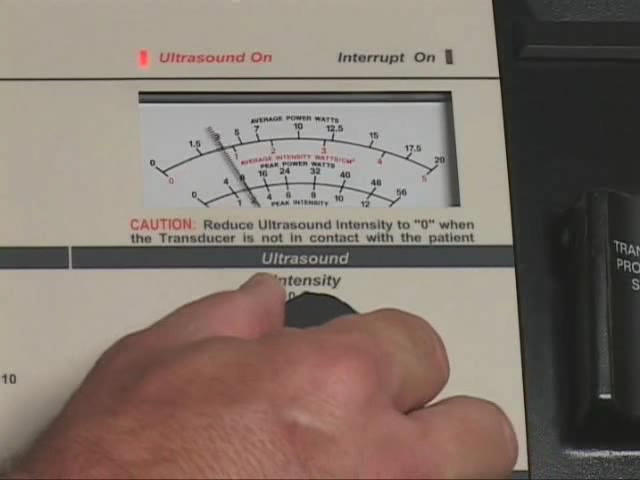 Ultrasound On Interrupt On
AVERAGE POWER WATTS
0 1.5 5 7 10 12.5 15 17.5 20
0 1 2 3 4 5
AVERAGE INTENSITY WATTS/CM²
PEAK POWER WATTS
0 4 8 16 24 32 40 48 56
4 6 8 10 12
PEAK INTENSITY
CAUTION: Reduce Ultrasound Intensity to "0" when
the Transducer is not in contact with the patient
Ultrasound
Intensity
10
TRAN
PRO
S